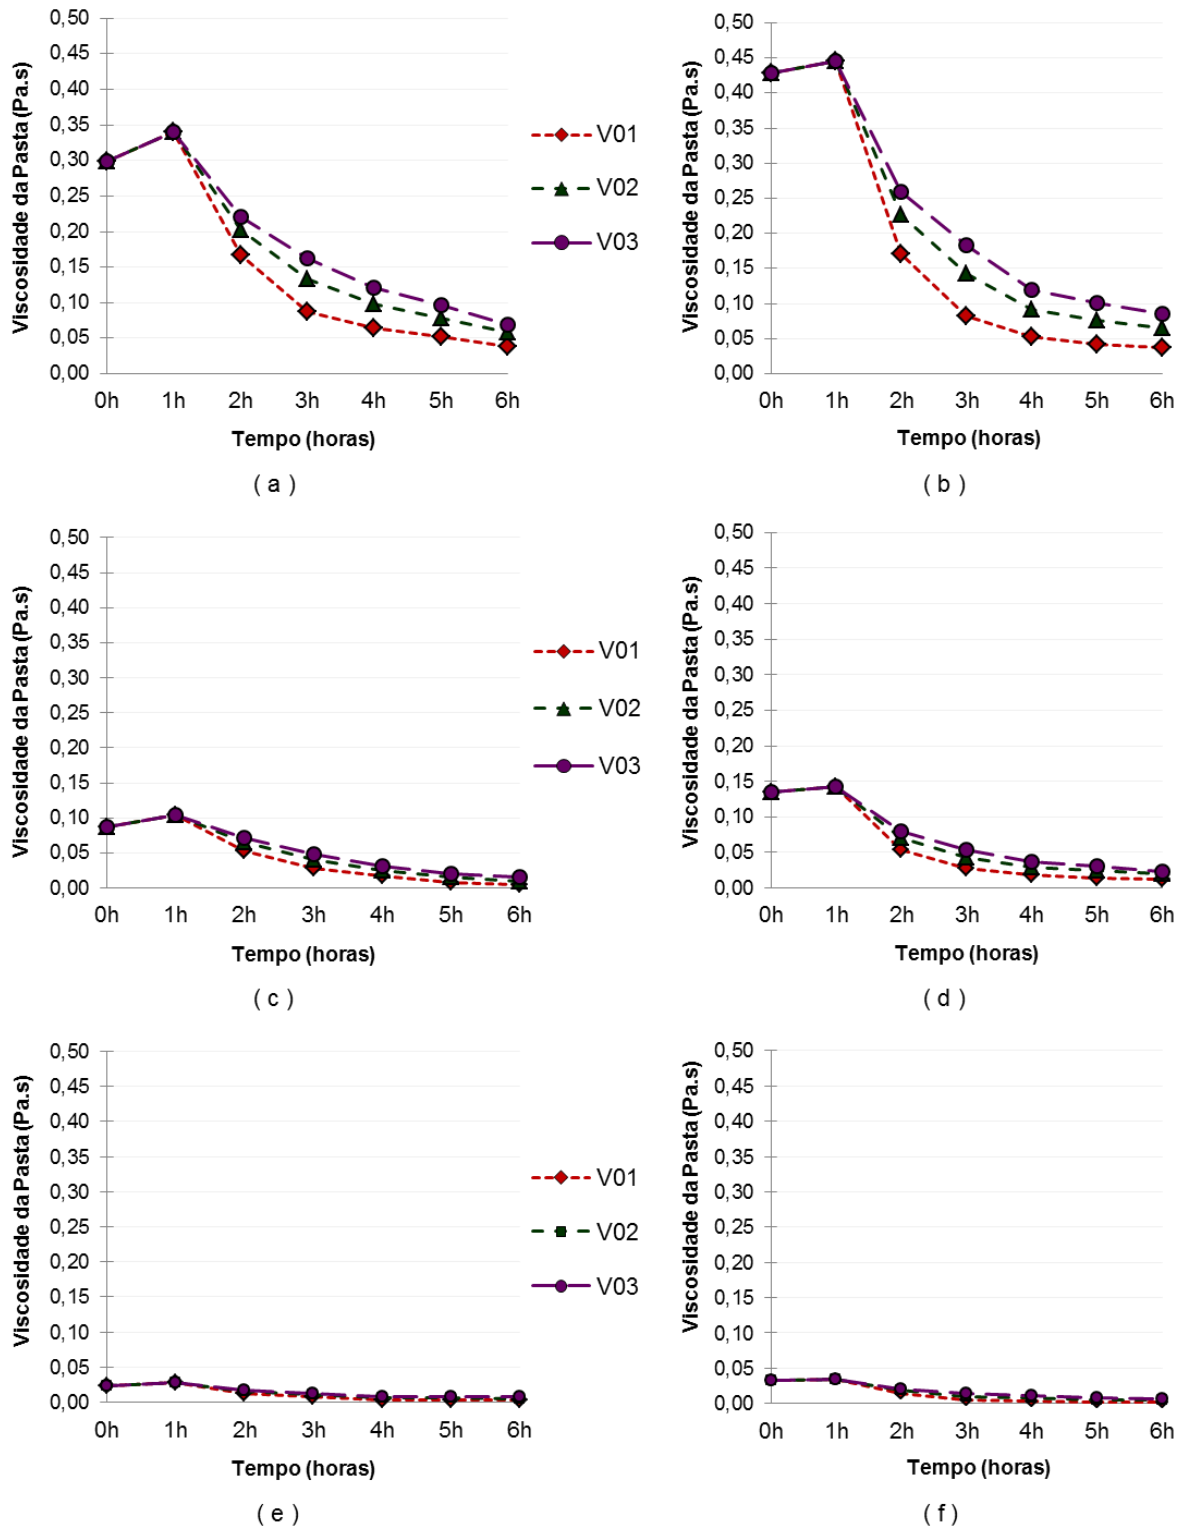 0,50
0,45
0,40
0,35
0,30
0,25
0,20
0,15
0,10
0,05
0,00
Viscosidade da Pasta (Pa.s)
0h 1h 2h 3h 4h 5h 6h
Tempo (horas)
( a )
V01
V02
V03
0,50
0,45
0,40
0,35
0,30
0,25
0,20
0,15
0,10
0,05
0,00
Viscosidade da Pasta (Pa.s)
0h 1h 2h 3h 4h 5h 6h
Tempo (horas)
( b )
0,50
0,45
0,40
0,35
0,30
0,25
0,20
0,15
0,10
0,05
0,00
Viscosidade da Pasta (Pa.s)
0h 1h 2h 3h 4h 5h 6h
Tempo (horas)
( c )
V01
V02
V03
0,50
0,45
0,40
0,35
0,30
0,25
0,20
0,15
0,10
0,05
0,00
Viscosidade da Pasta (Pa.s)
0h 1h 2h 3h 4h 5h 6h
Tempo (horas)
( d )
0,50
0,45
0,40
0,35
0,30
0,25
0,20
0,15
0,10
0,05
0,00
Viscosidade da Pasta (Pa.s)
0h 1h 2h 3h 4h 5h 6h
Tempo (horas)
( e )
V01
V02
V03
0,50
0,45
0,40
0,35
0,30
0,25
0,20
0,15
0,10
0,05
0,00
Viscosidade da Pasta (Pa.s)
0h 1h 2h 3h 4h 5h 6h
Tempo (horas)
( f )